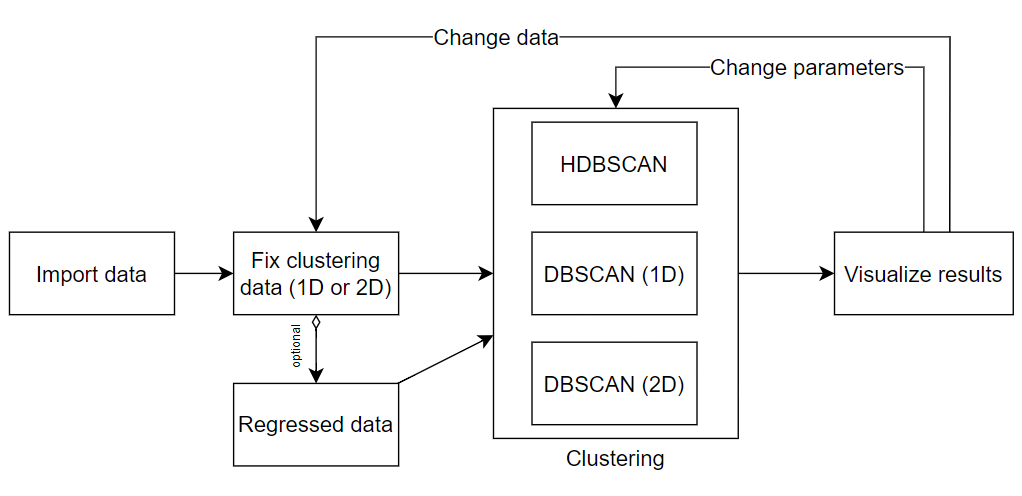 Change data
Change parameters
HDBSCAN
Import data
Fix clustering
data (1D or 2D)
DBSCAN (1D)
Visualize results
optional
Regressed data
DBSCAN (2D)
Clustering